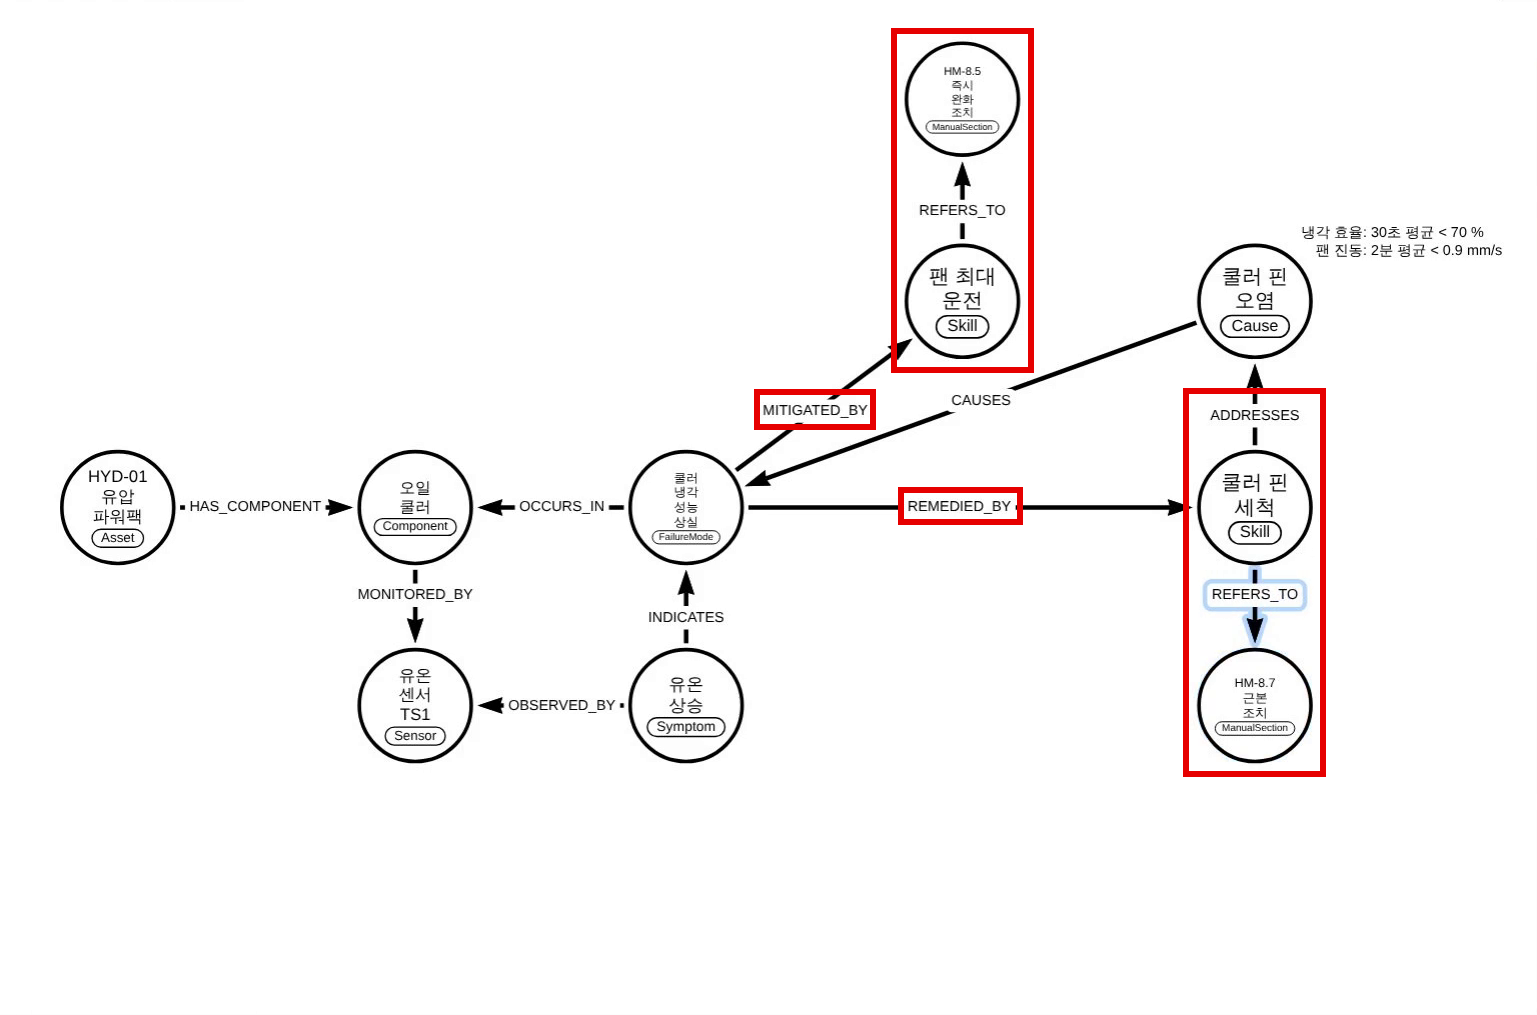 HM-8.5
즉시
완화
조치
ManualSection
REFERS_TO
팬 최대
운전
Skill
냉각 효율: 30초 평균 < 70 %
팬 진동: 2분 평균 < 0.9 mm/s
쿨러 핀
오염
Cause
MITIGATED_BY
CAUSES
ADDRESSES
HYD-01
유압
파워팩
Asset
HAS_COMPONENT
오일
쿨러
Component
OCCURS_IN
쿨러
냉각
성능
상실
FailureMode
REMEDIED_BY
쿨러 핀
세척
Skill
MONITORED_BY
INDICATES
REFERS_TO
유온
센서
TS1
Sensor
OBSERVED_BY
유온
상승
Symptom
HM-8.7
근본
조치
ManualSection